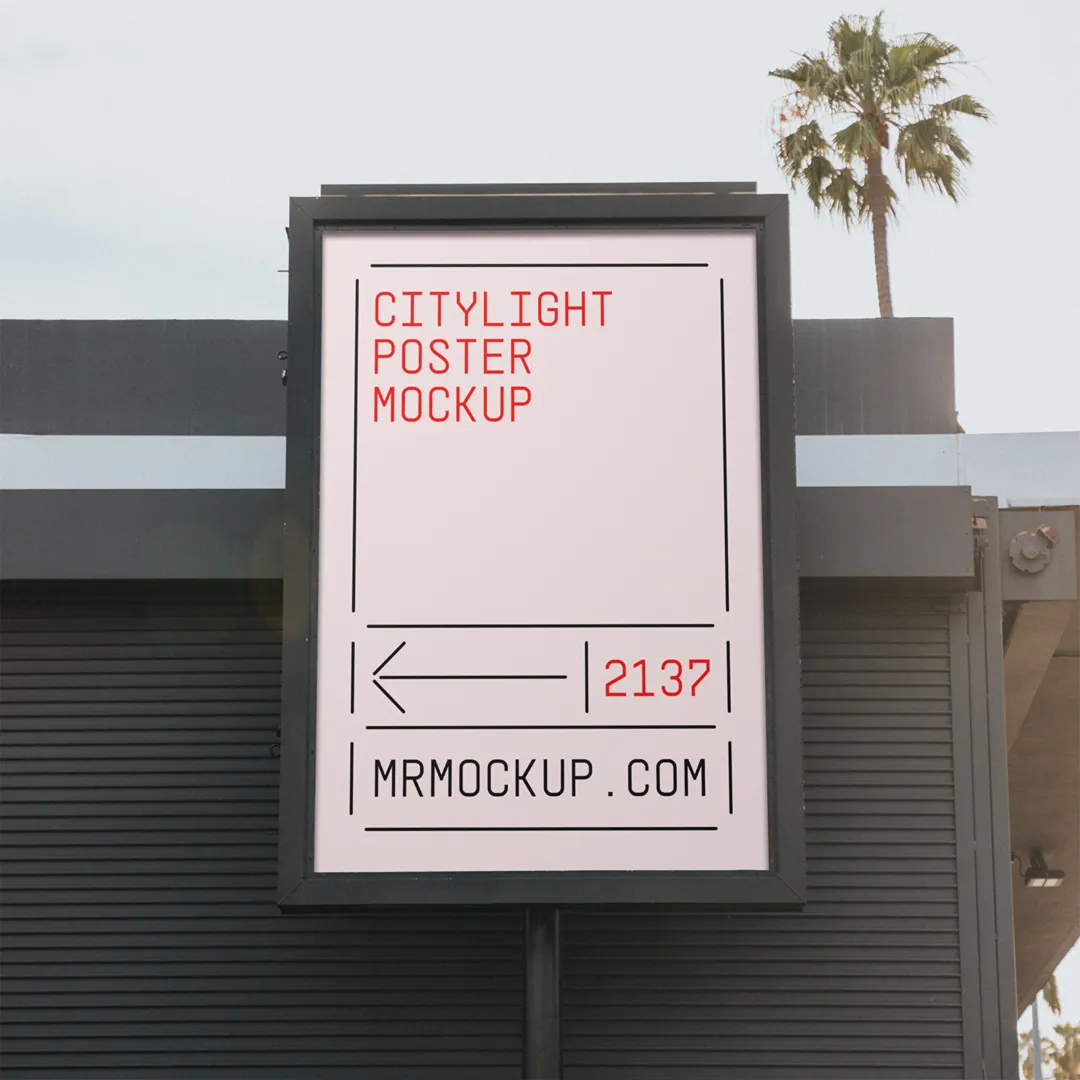 CITYLIGHT
POSTER
MOCKUP
2137
MRMOCKUP.COM